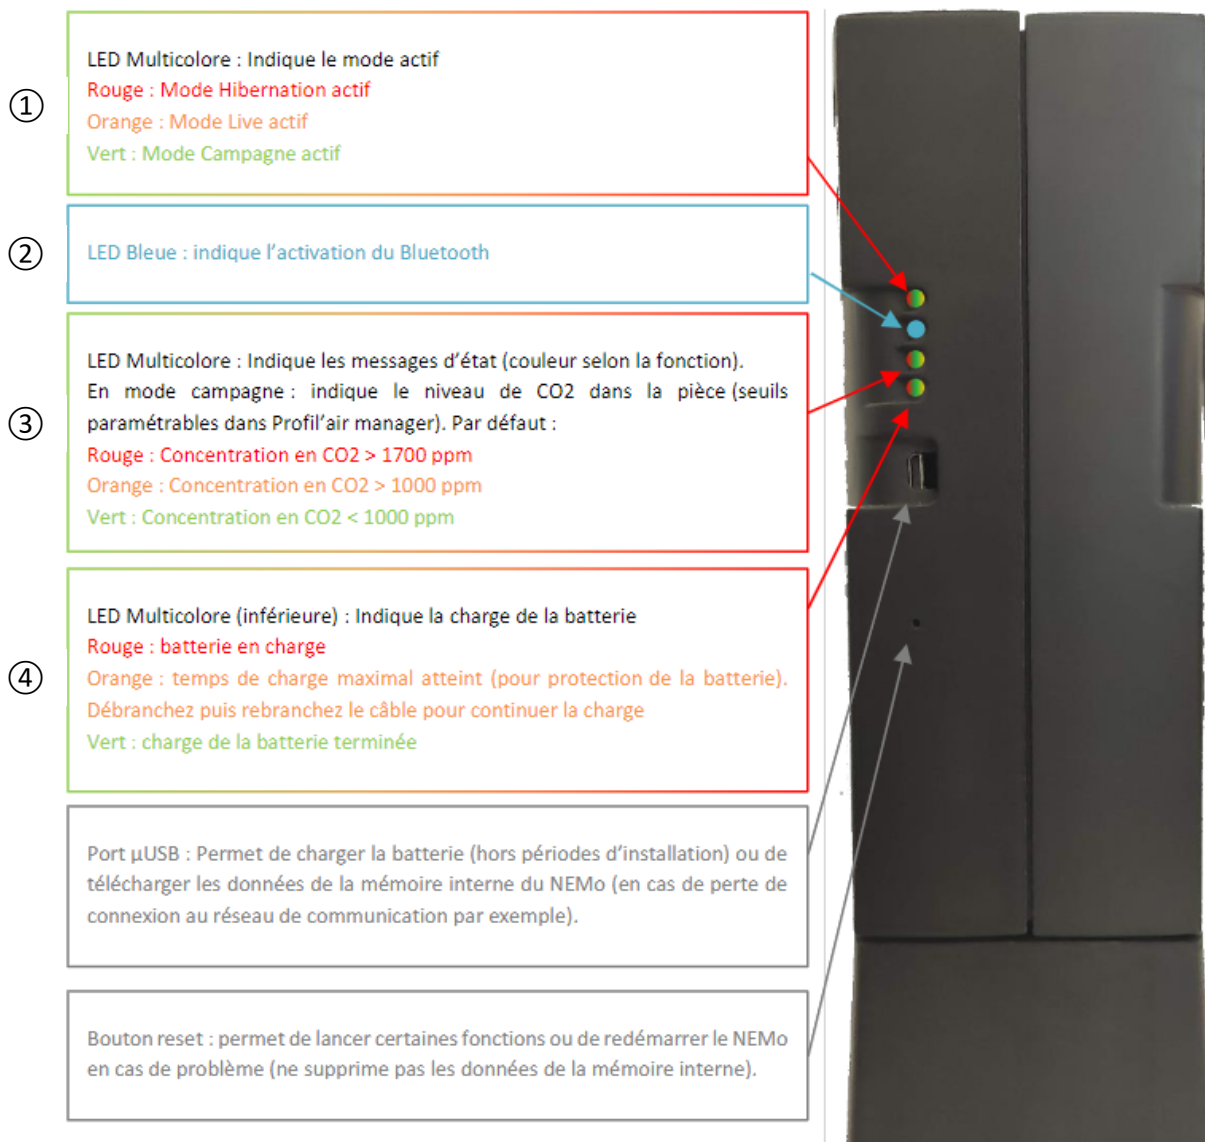 ①
LED Multicolore : Indique le mode actif
Rouge : Mode Hibernation actif
Orange : Mode Live actif
Vert : Mode Campagne actif
②
LED Bleue : indique l’activation du Bluetooth
③
LED Multicolore : Indique les messages d’état (couleur selon la fonction).
En mode campagne : indique le niveau de CO2 dans la pièce (seuils
paramétrables dans Profil’air manager). Par défaut :
Rouge : Concentration en CO2 > 1700 ppm
Orange : Concentration en CO2 > 1000 ppm
Vert : Concentration en CO2 < 1000 ppm
④
LED Multicolore (inférieure) : Indique la charge de la batterie
Rouge : batterie en charge
Orange : temps de charge maximal atteint (pour protection de la batterie).
Débranchez puis rebranchez le câble pour continuer la charge
Vert : charge de la batterie terminée
Port µUSB : Permet de charger la batterie (hors périodes d’installation) ou de
télécharger les données de la mémoire interne du NEMo (en cas de perte de
connexion au réseau de communication par exemple).
Bouton reset : permet de lancer certaines fonctions ou de redémarrer le NEMo
en cas de problème (ne supprime pas les données de la mémoire interne).